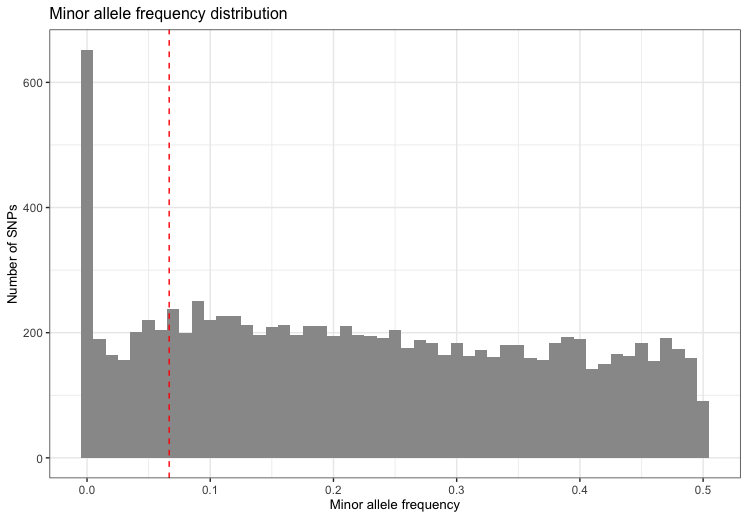 Minor allele frequency distribution
Number of SNPs
600
400
200
0
0.0 0.1 0.2 0.3 0.4 0.5
Minor allele frequency